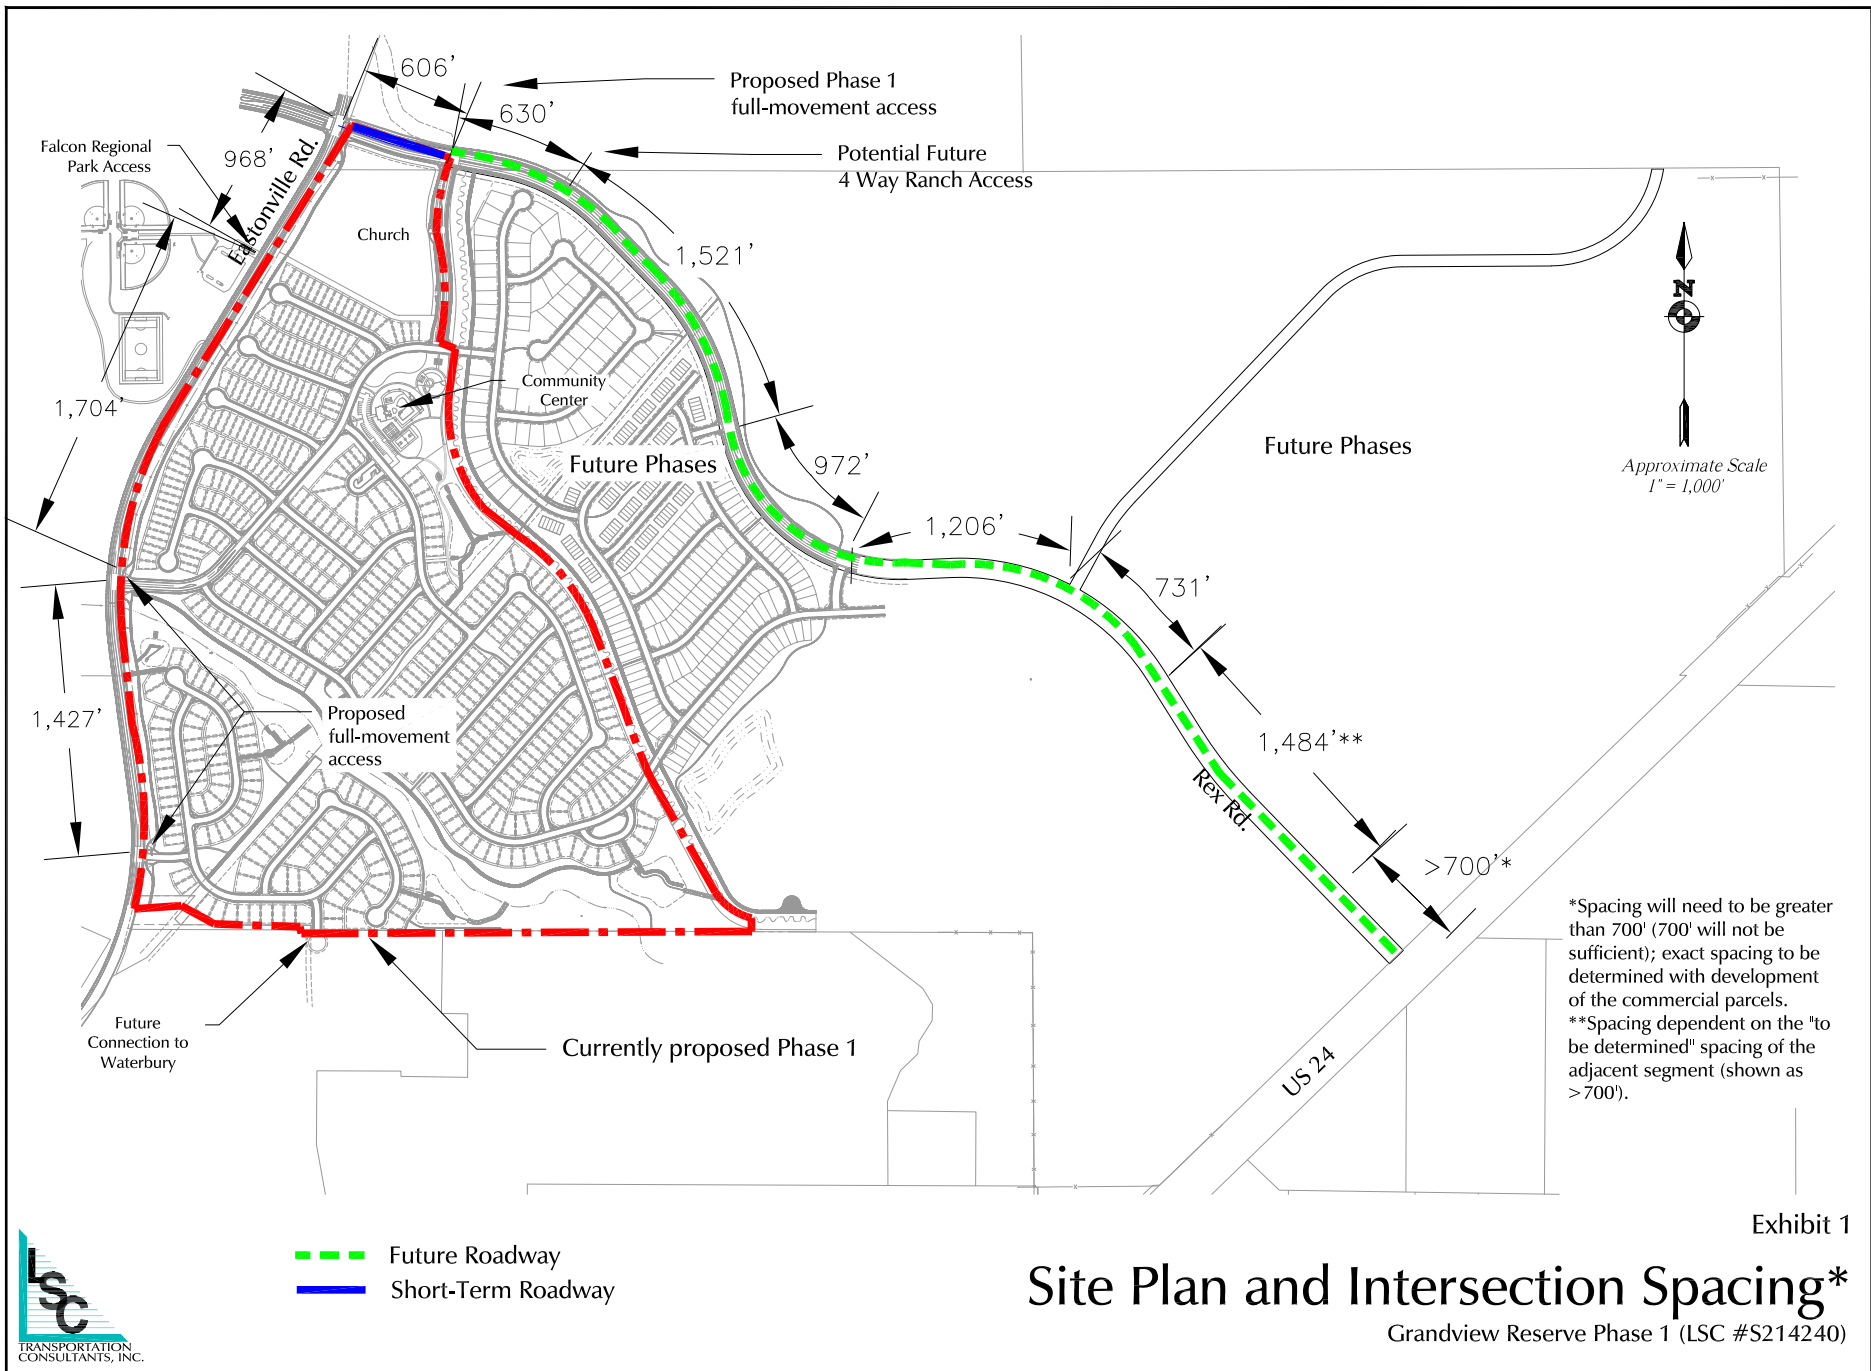 606'
Proposed Phase 1
full-movement access
630'
Falcon Regional
Park Access
968'
Eastonville Rd.
Potential Future
4 Way Ranch Access
Church
1,521'
N
Community
Center
1,704'
Future Phases
972'
Future Phases
Approximate Scale
1" = 1,000'
1,206'
731'
1,427'
Proposed
full-movement
access
1,484'**
Rex Rd.
>700'*
*Spacing will need to be greater
than 700' (700' will not be
sufficient); exact spacing to be
determined with development
of the commercial parcels.
**Spacing dependent on the "to
be determined" spacing of the
adjacent segment (shown as
>700').
Future
Connection to
Waterbury
Currently proposed Phase 1
US 24
Exhibit 1
Future Roadway
Short-Term Roadway
Site Plan and Intersection Spacing*
Grandview Reserve Phase 1 (LSC #S214240)
LSC
TRANSPORTATION
CONSULTANTS, INC.